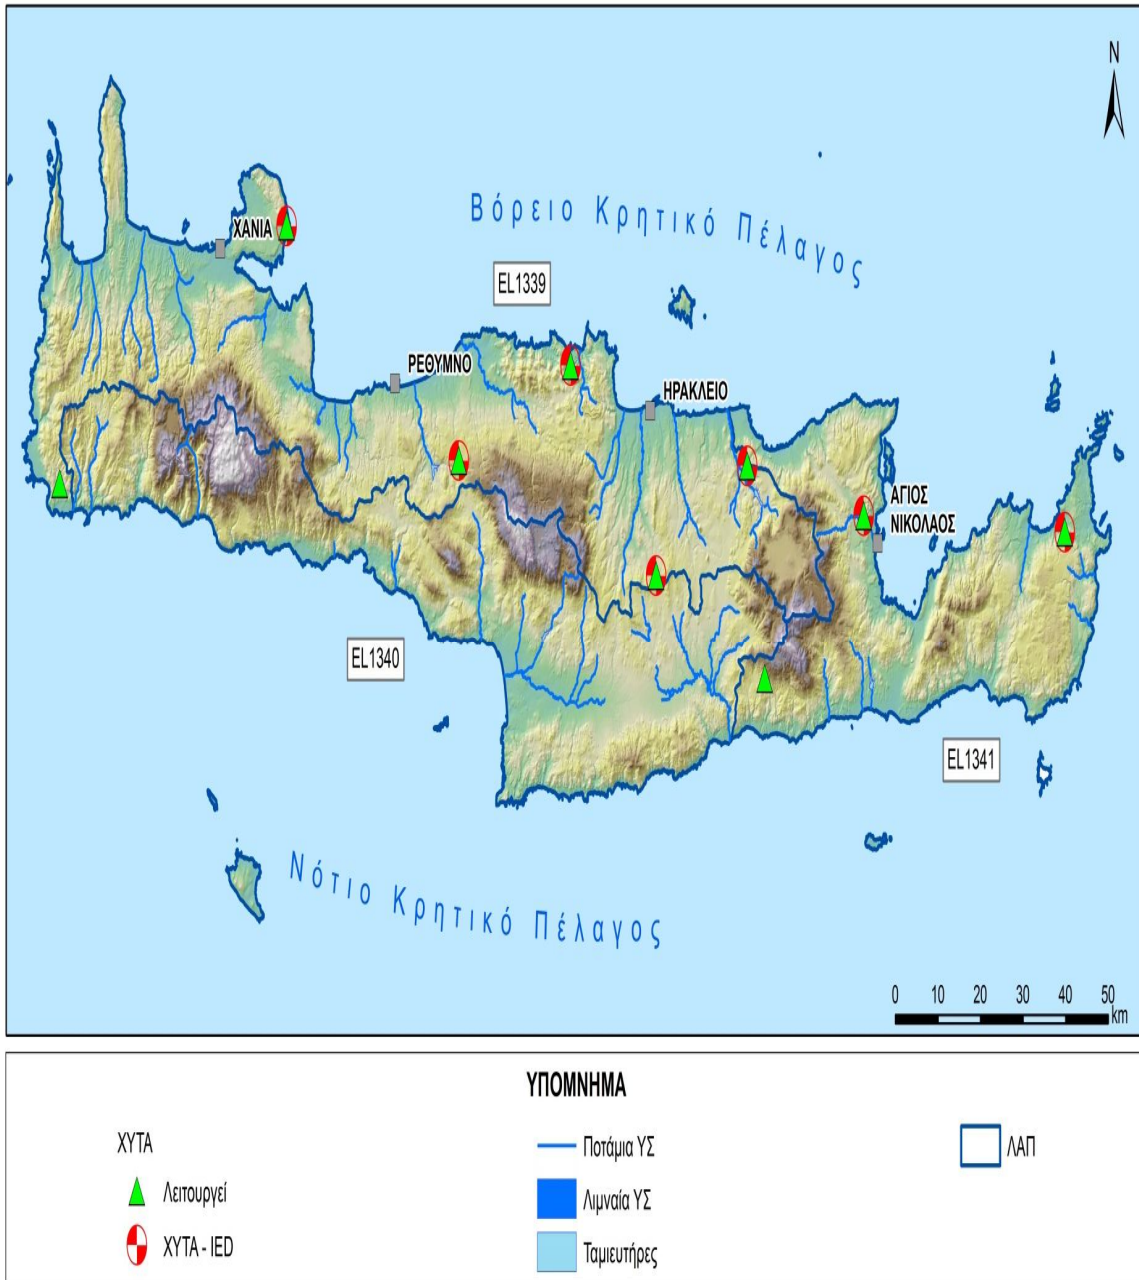 N
Βόρειο Κρητικό Πέλαγος
ΧΑΝΙΑ
EL1339
ΡΕΘΥΜΝΟ
ΗΡΑΚΛΕΙΟ
ΑΓΙΟΣ
ΝΙΚΟΛΑΟΣ
EL1340
EL1341
Νότιο Κρητικό Πέλαγος
0 10 20 30 40 50
km
ΥΠΟΜΝΗΜΑ
ΧΥΤΑ
Λειτουργεί
ΧΥΤΑ - IED
Ποτάμια ΥΣ
Λιμναία ΥΣ
Ταμιευτήρες
ΛΑΠ